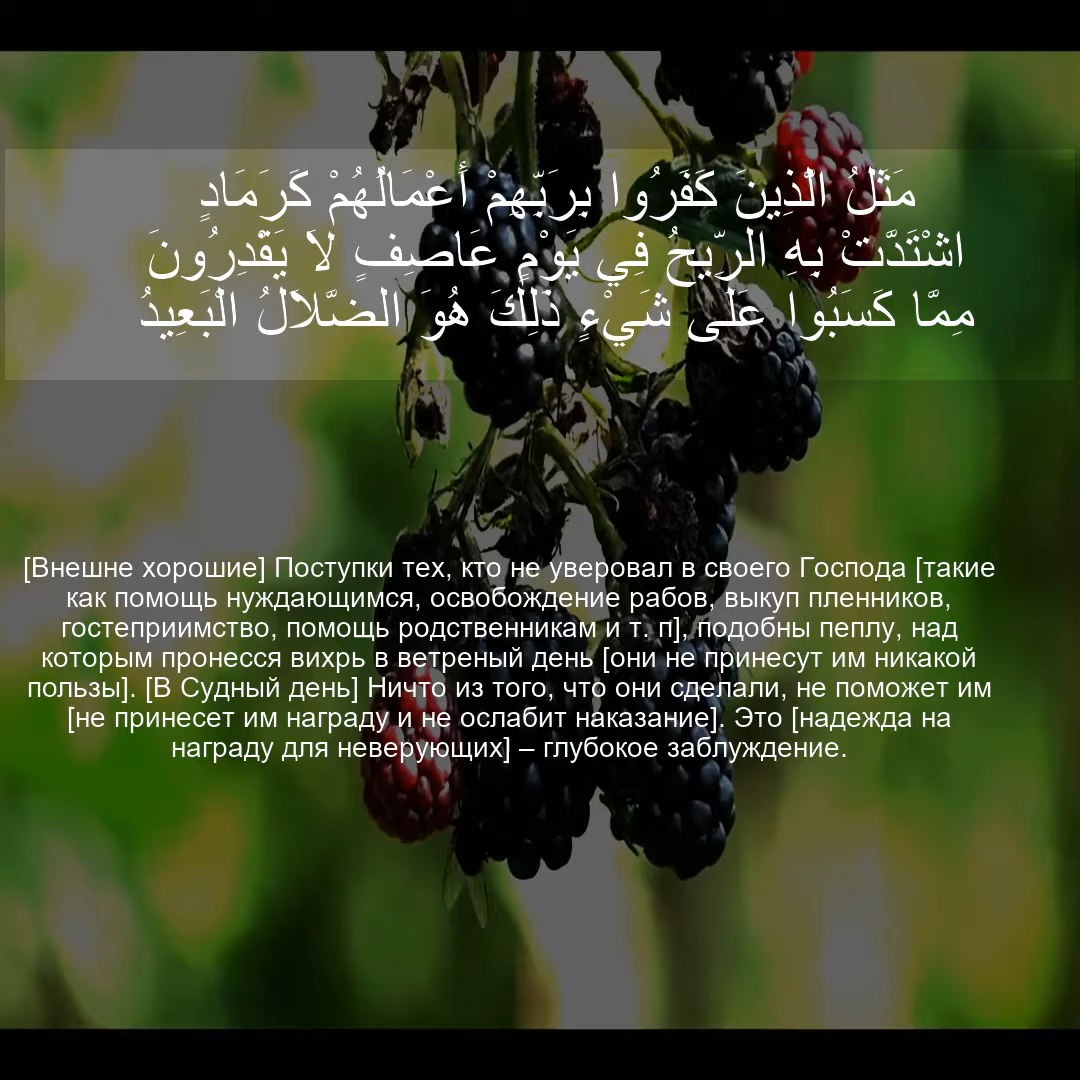 مَثَلُ الَّذِينَ كَفَرُوا بِرَبِّهِمْ أَعْمَالُهُمْ كَرَمَادٍ
اشْتَدَّتْ بِهِ الرِّيحُ فِي يَوْمٍ عَاصِفٍ لاَ يَقْدِرُونَ
مِمَّا كَسَبُوا عَلَى شَيْءٍ ذَلِكَ هُوَ الضَّلاَلُ الْبَعِيدُ
[Внешне хорошие] Поступки тех, кто не уверовал в своего Господа [такие
как помощь нуждающимся, освобождение рабов, выкуп пленников,
гостеприимство, помощь родственникам и т. п], подобны пеплу, над
которым пронесся вихрь в ветреный день [они не принесут им никакой
пользы]. [В Судный день] Ничто из того, что они сделали, не поможет им
[не принесет им награду и не ослабит наказание]. Это [надежда на
награду для неверующих] – глубокое заблуждение.